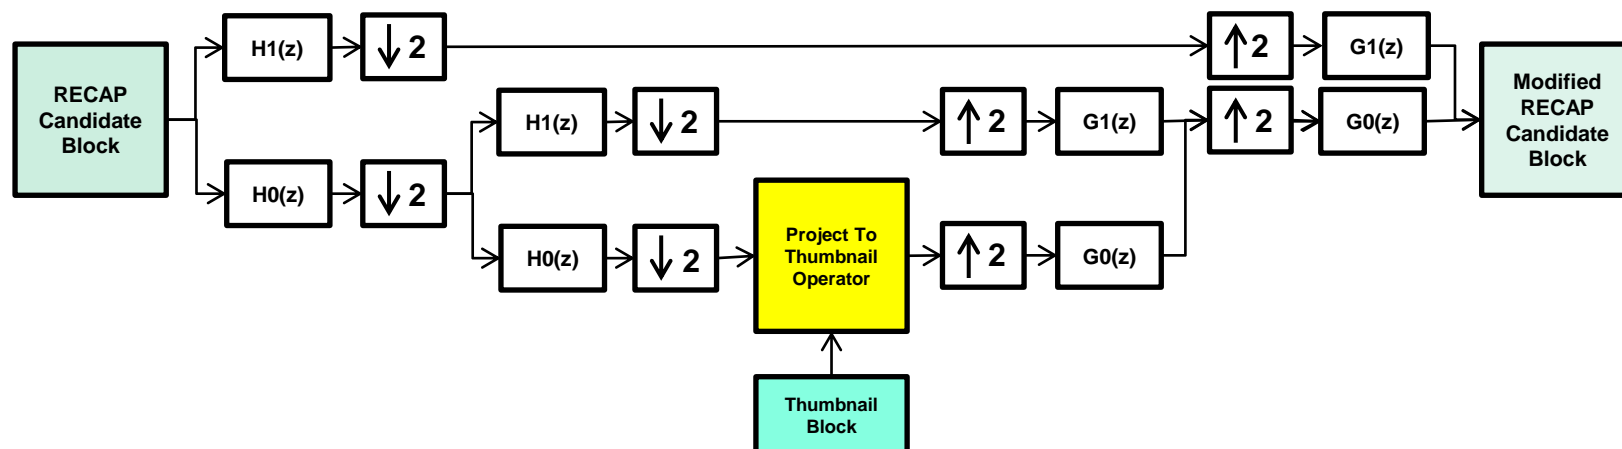 RECAP
Candidate
Block
H1(z)
↓ 2
↑ 2
G1(z)
H1(z)
↓ 2
↑ 2
G1(z)
↑ 2
G0(z)
Modified
RECAP
Candidate
Block
H0(z)
↓ 2
H0(z)
↓ 2
Project To
Thumbnail
Operator
↑ 2
G0(z)
Thumbnail
Block